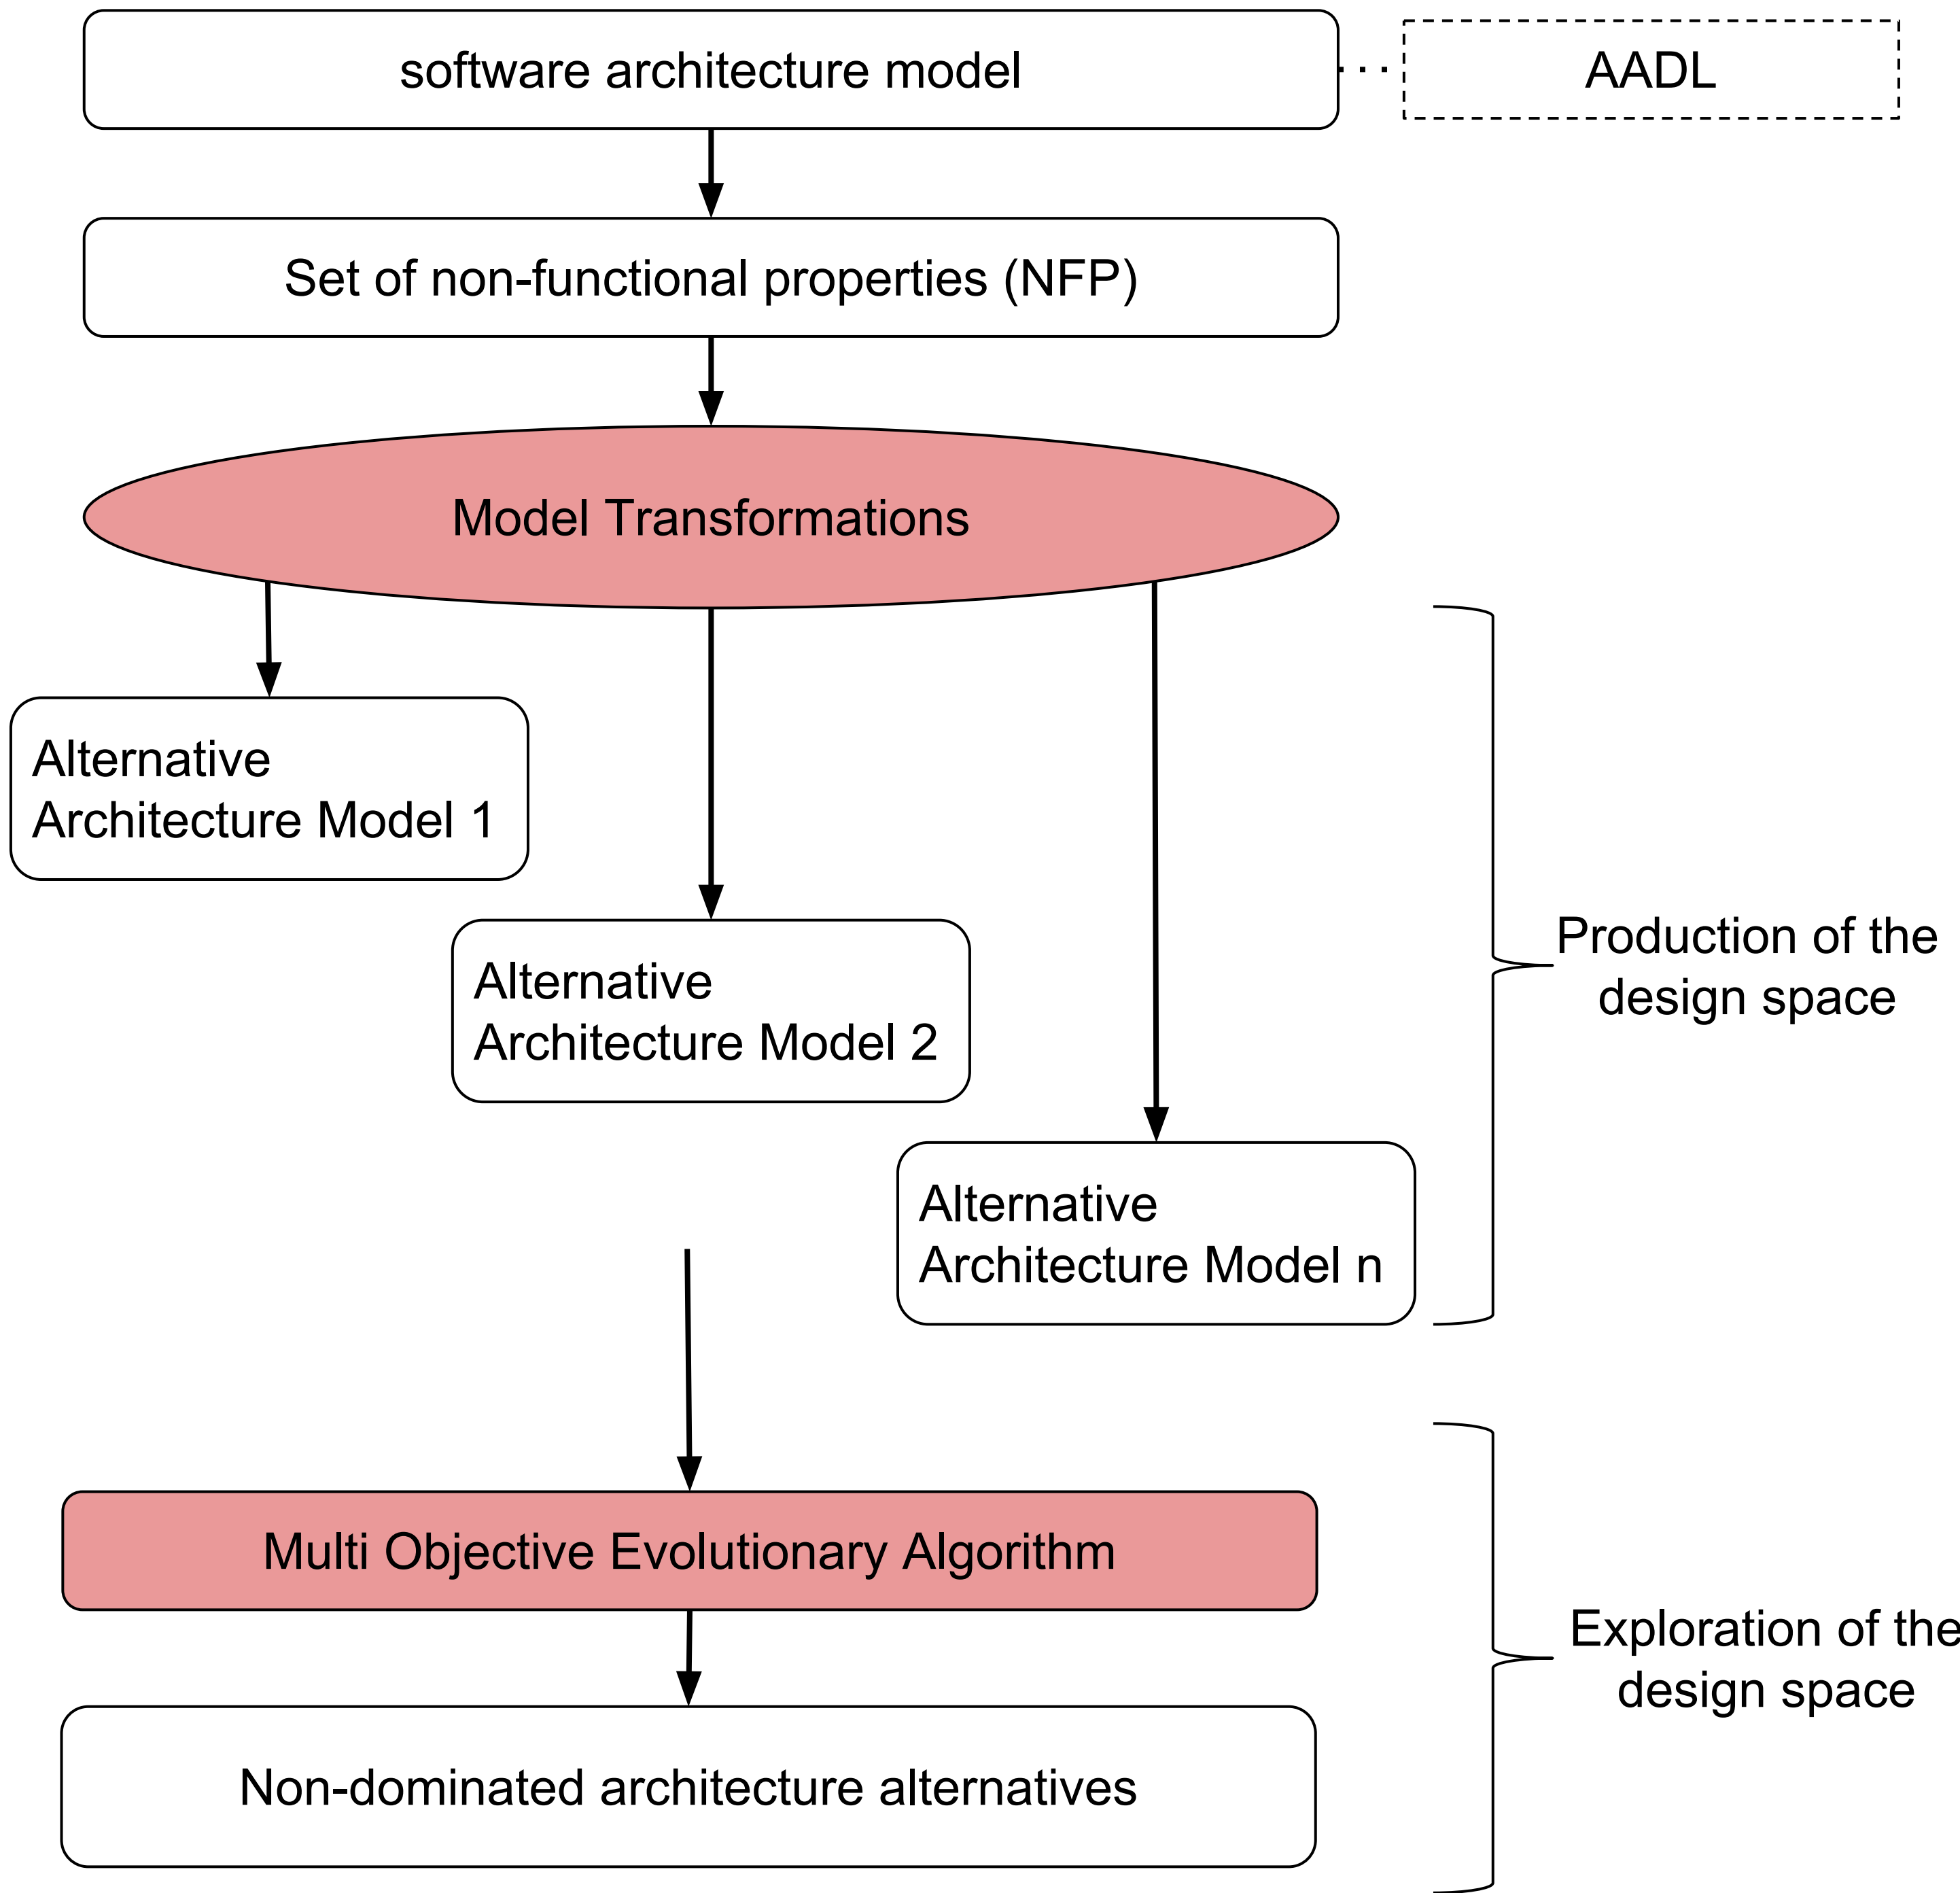 software architecture model
AADL
Set of non-functional properties (NFP)
Model Transformations
Alternative
Architecture Model 1
Alternative
Architecture Model 2
Production of the
design space
Alternative
Architecture Model n
Multi Objective Evolutionary Algorithm
Exploration of the
design space
Non-dominated architecture alternatives